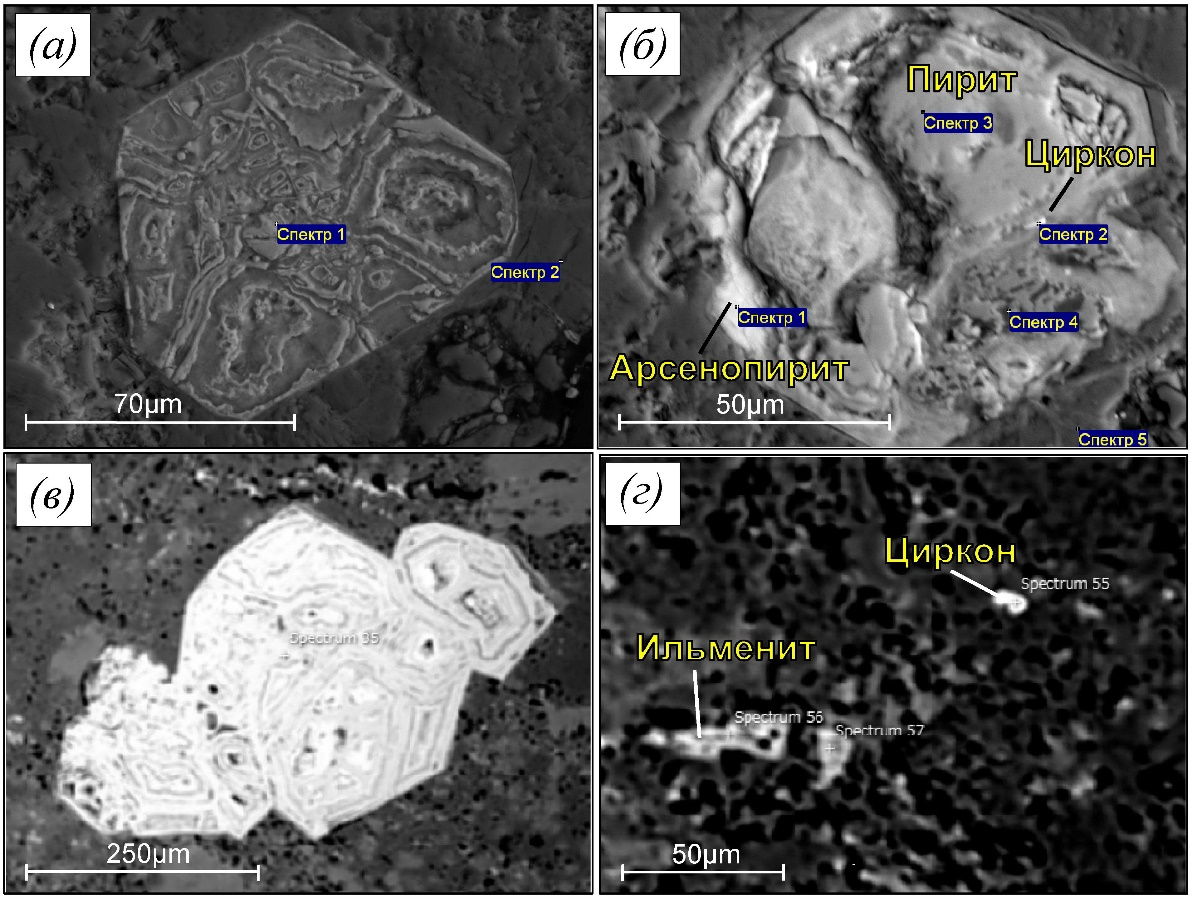 (а)
Спектр 1
Спектр 2
70µm
(б)
Пирит
Спектр 3
Циркон
Спектр 2
Спектр 1
Спектр 4
Арсенопирит
50µm
Спектр 5
(в)
Spectrum 35
250µm
(г)
Циркон
Spectrum 55
Ильменит
Spectrum 56
Spectrum 57
50µm